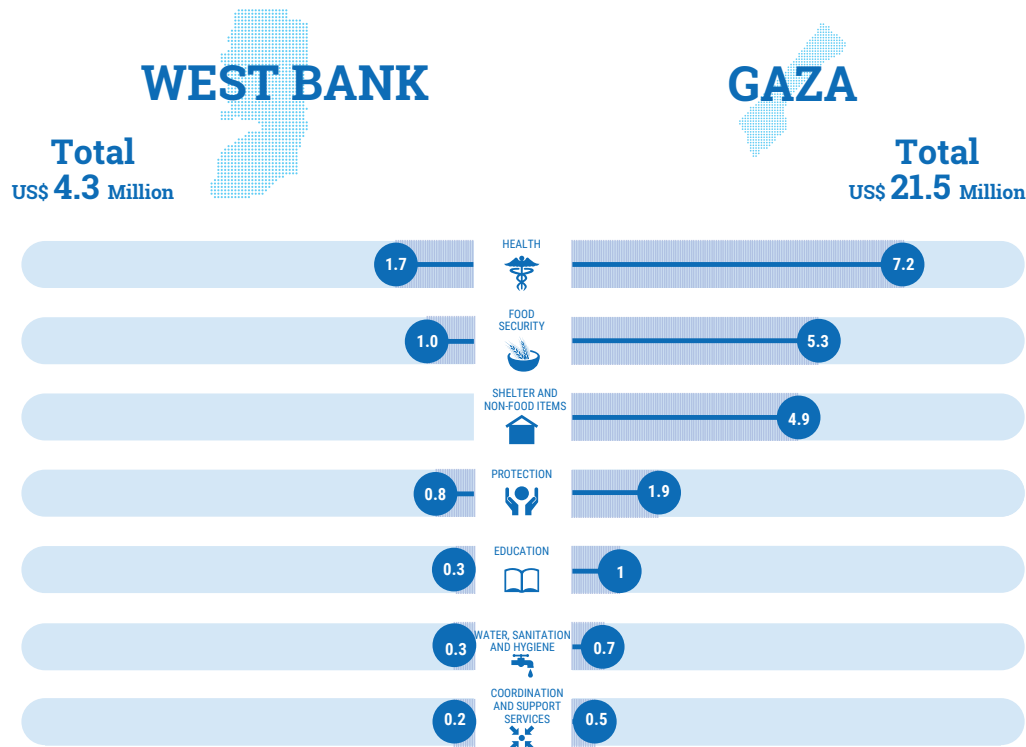 WEST BANK
GAZA
Total
US$ 4.3 Million
Total
US$ 21.5 Million
HEALTH
1.7
7.2
FOOD
SECURITY
1.0
5.3
SHELTER AND
NON-FOOD ITEMS
4.9
PROTECTION
0.8
1.9
EDUCATION
0.3
1
WATER, SANITATION
AND HYGIENE
0.3
0.7
COORDINATION
AND SUPPORT
SERVICES
0.2
0.5